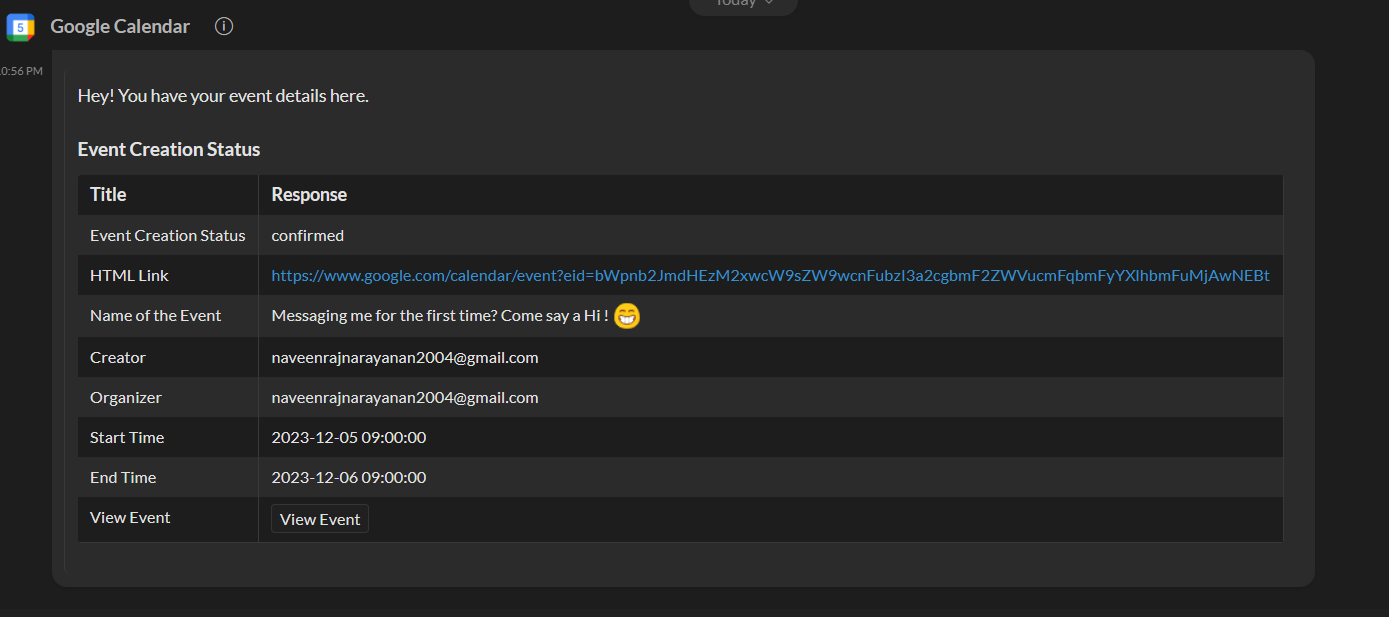 Today
5
Google Calendar
0:56 PM
Hey! You have your event details here.
Event Creation Status
Title Response
Event Creation Status confirmed
HTML Link https://www.google.com/calendar/event?eid=bWpnb2JmdHEzM2xwcW9sZW9wcnFubzI3a2cgbmF2ZWVucmFqbmFyYXlhbmFuMjAwNEBt
Name of the Event Messaging me for the first time? Come say a Hi ! 😁
Creator naveenrajnarayanan2004@gmail.com
Organizer naveenrajnarayanan2004@gmail.com
Start Time 2023-12-05 09:00:00
End Time 2023-12-06 09:00:00
View Event View Event